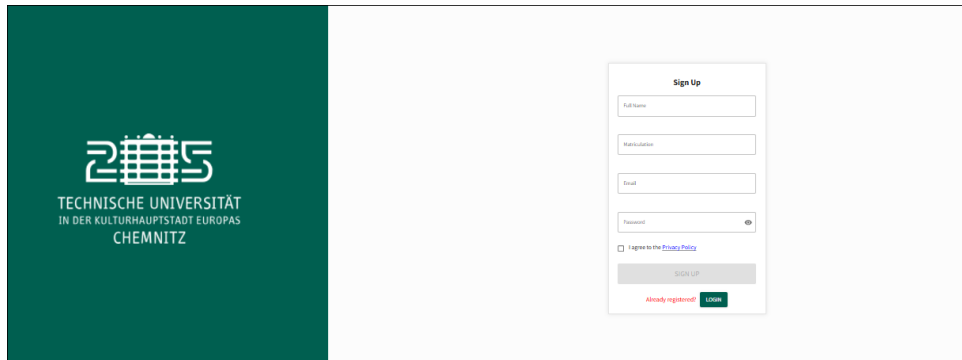 2025
TECHNISCHE UNIVERSITÄT
IN DER KULTURHAUPTSTADT EUROPAS
CHEMNITZ
Sign Up
Full Name
Matriculation
Email
Password
I agree to the Privacy Policy
SIGN UP
Already registered? LOGIN